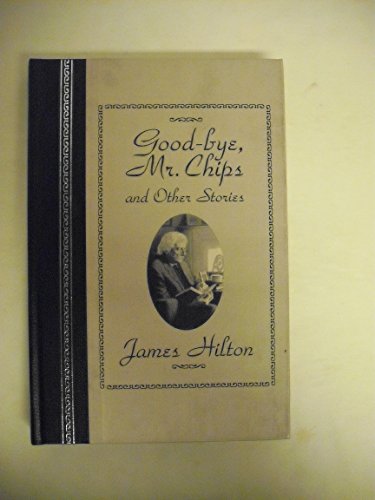 Good-bye,
Mr. Chips
and Other Stories
James Hilton